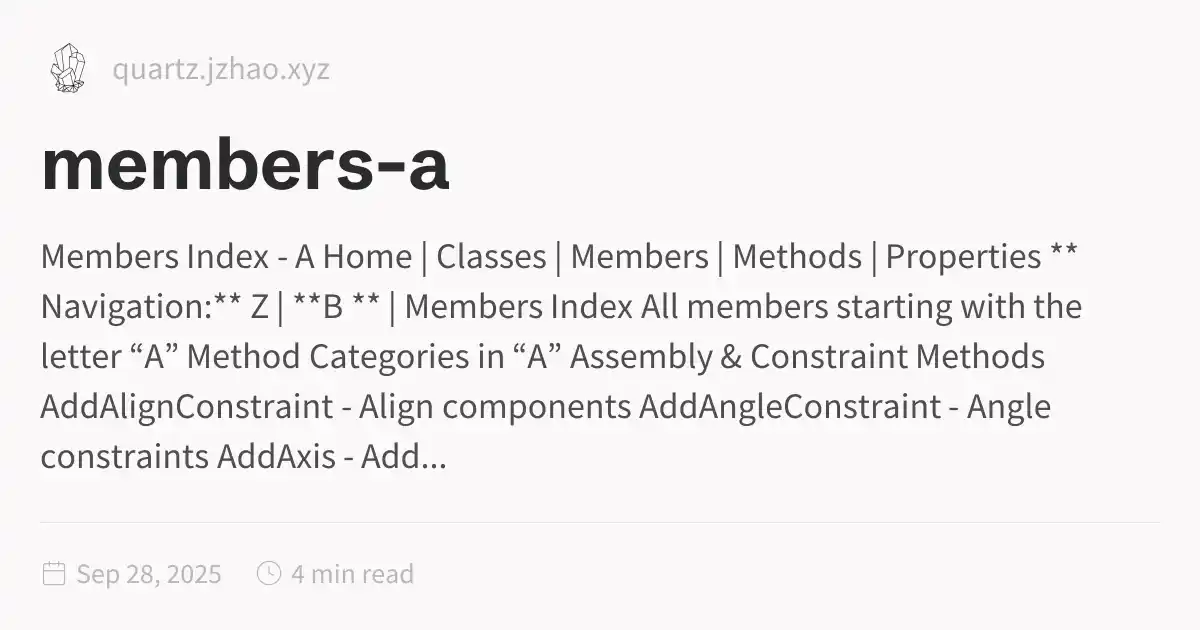 quartz.jzhao.xyz
members-a
Members Index - A Home | Classes | Members | Methods | Properties **
Navigation:** Z | **B ** | Members Index All members starting with the
letter “A” Method Categories in “A” Assembly & Constraint Methods
AddAlignConstraint - Align components AddAngleConstraint - Angle
constraints AddAxis - Add...
Sep 28, 2025 4 min read